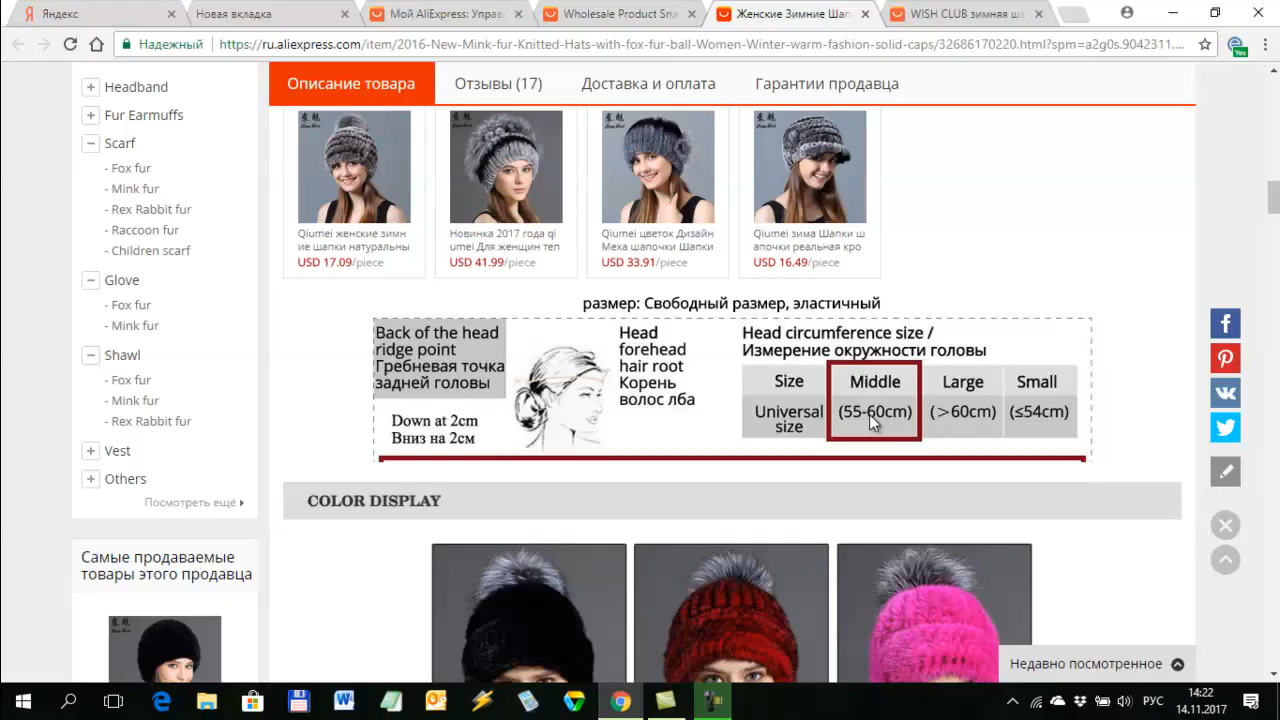 Яндекс
Новая вкладка
Мой AliExpress: Управ
Wholesale Product Sna
Женские Зимние Шап
WISH CLUB зимняя ша
Надежный
https://ru.aliexpress.com/item/2016-New-Mink-fur-Knitted-Hats-with-fox-fur-ball-Women-Winter-warm-fashion-solid-caps/32686170220.html?spm=a2g0s.9042311....
Yes
Headband
Fur Earmuffs
Scarf
- Fox fur
- Mink fur
- Rex Rabbit fur
- Raccoon fur
- Children scarf
Glove
- Fox fur
- Mink fur
Shawl
- Fox fur
- Mink fur
- Rex Rabbit fur
Vest
Others
Посмотреть ещё
Самые продаваемые
товары этого продавца
Описание товара
Отзывы (17)
Доставка и оплата
Гарантии продавца
Qiumei женские зимн
ие шапки натуральны
USD 17.09/piece
Новинка 2017 года qi
umei Для женщин теп
USD 41.99/piece
Qiumei цветок Дизайн
Меха шапочки Шапки
USD 33.91/piece
Qiumei зима Шапки ш
апочки реальная кро
USD 16.49/piece
размер: Свободный размер, эластичный
Back of the head
ridge point
Гребневая точка
задней головы
Down at 2cm
Вниз на 2см
Head
forehead
hair root
Корень
волос лба
Head circumference size /
Измерение окружности головы
Size Middle Large Small
Universal size (55-60cm) (>60cm) (≤54cm)
COLOR DISPLAY
Недавно посмотренное
РУС
14:22
14.11.2017